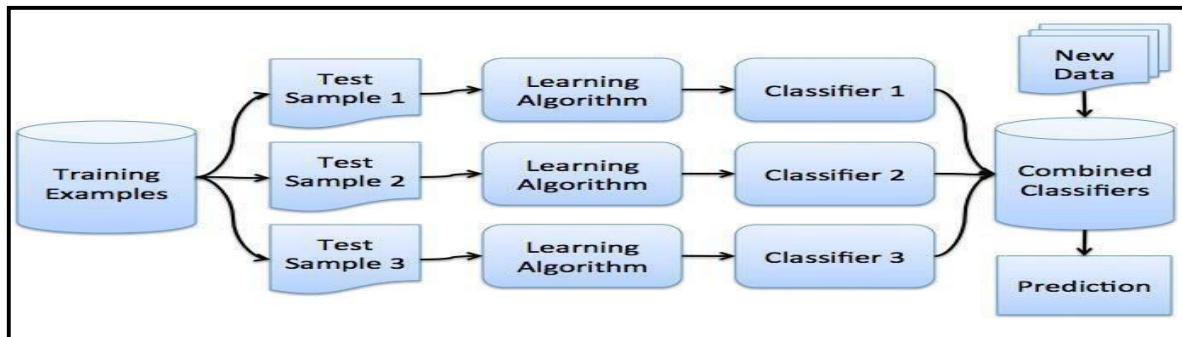 Training
Examples
Test
Sample 1
Learning
Algorithm
Classifier 1
Test
Sample 2
Learning
Algorithm
Classifier 2
Test
Sample 3
Learning
Algorithm
Classifier 3
New
Data
Combined
Classifiers
Prediction